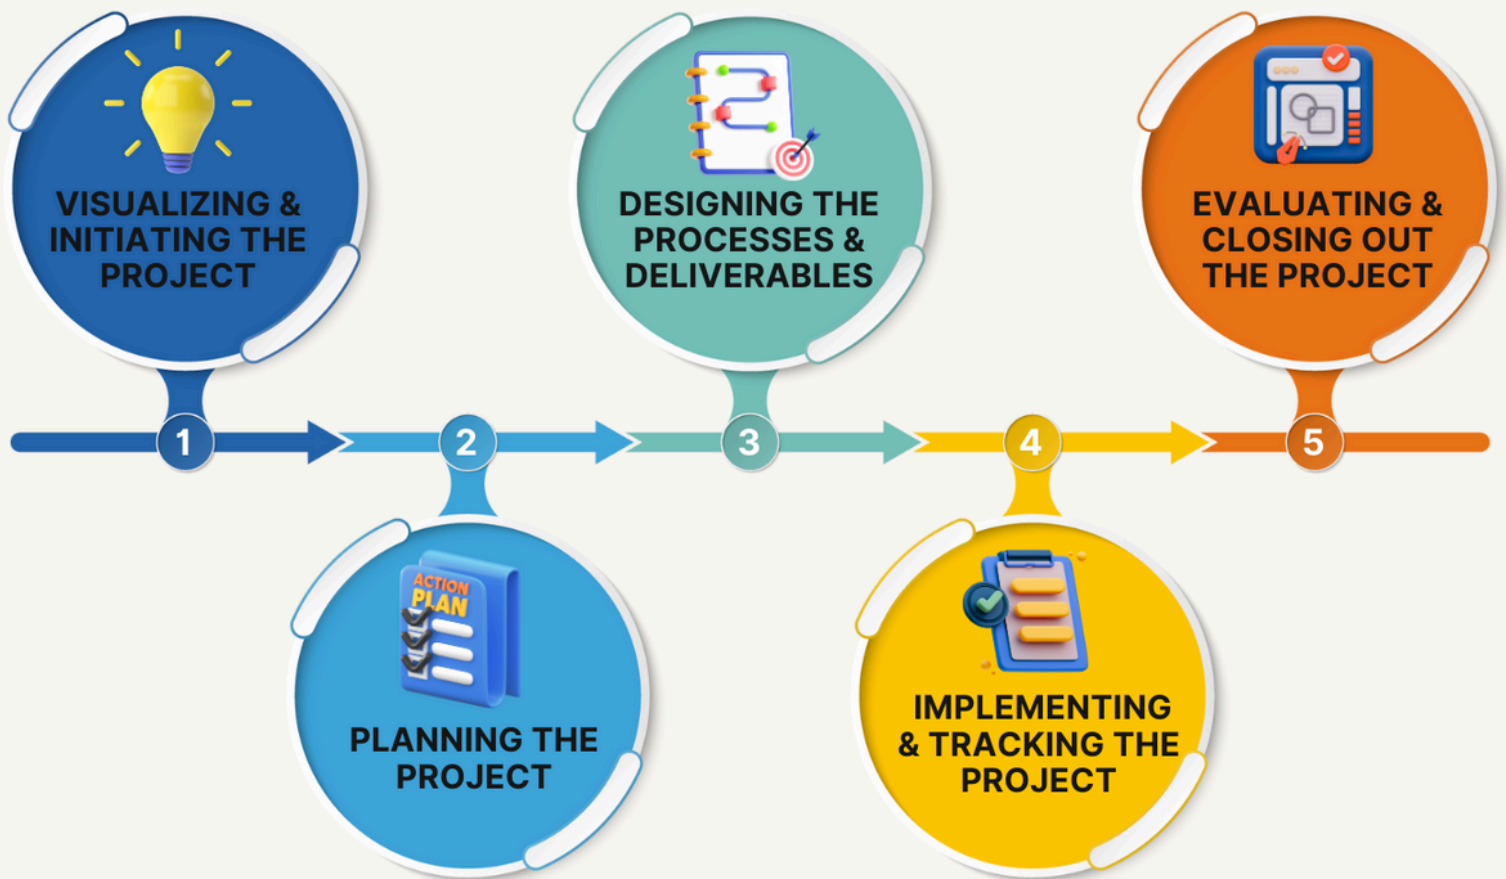 VISUALIZING &
INITIATING THE
PROJECT
DESIGNING THE
PROCESSES &
DELIVERABLES
EVALUATING &
CLOSING OUT
THE PROJECT
1
2
3
4
5
ACTION
PLAN
PLANNING THE
PROJECT
IMPLEMENTING
& TRACKING THE
PROJECT